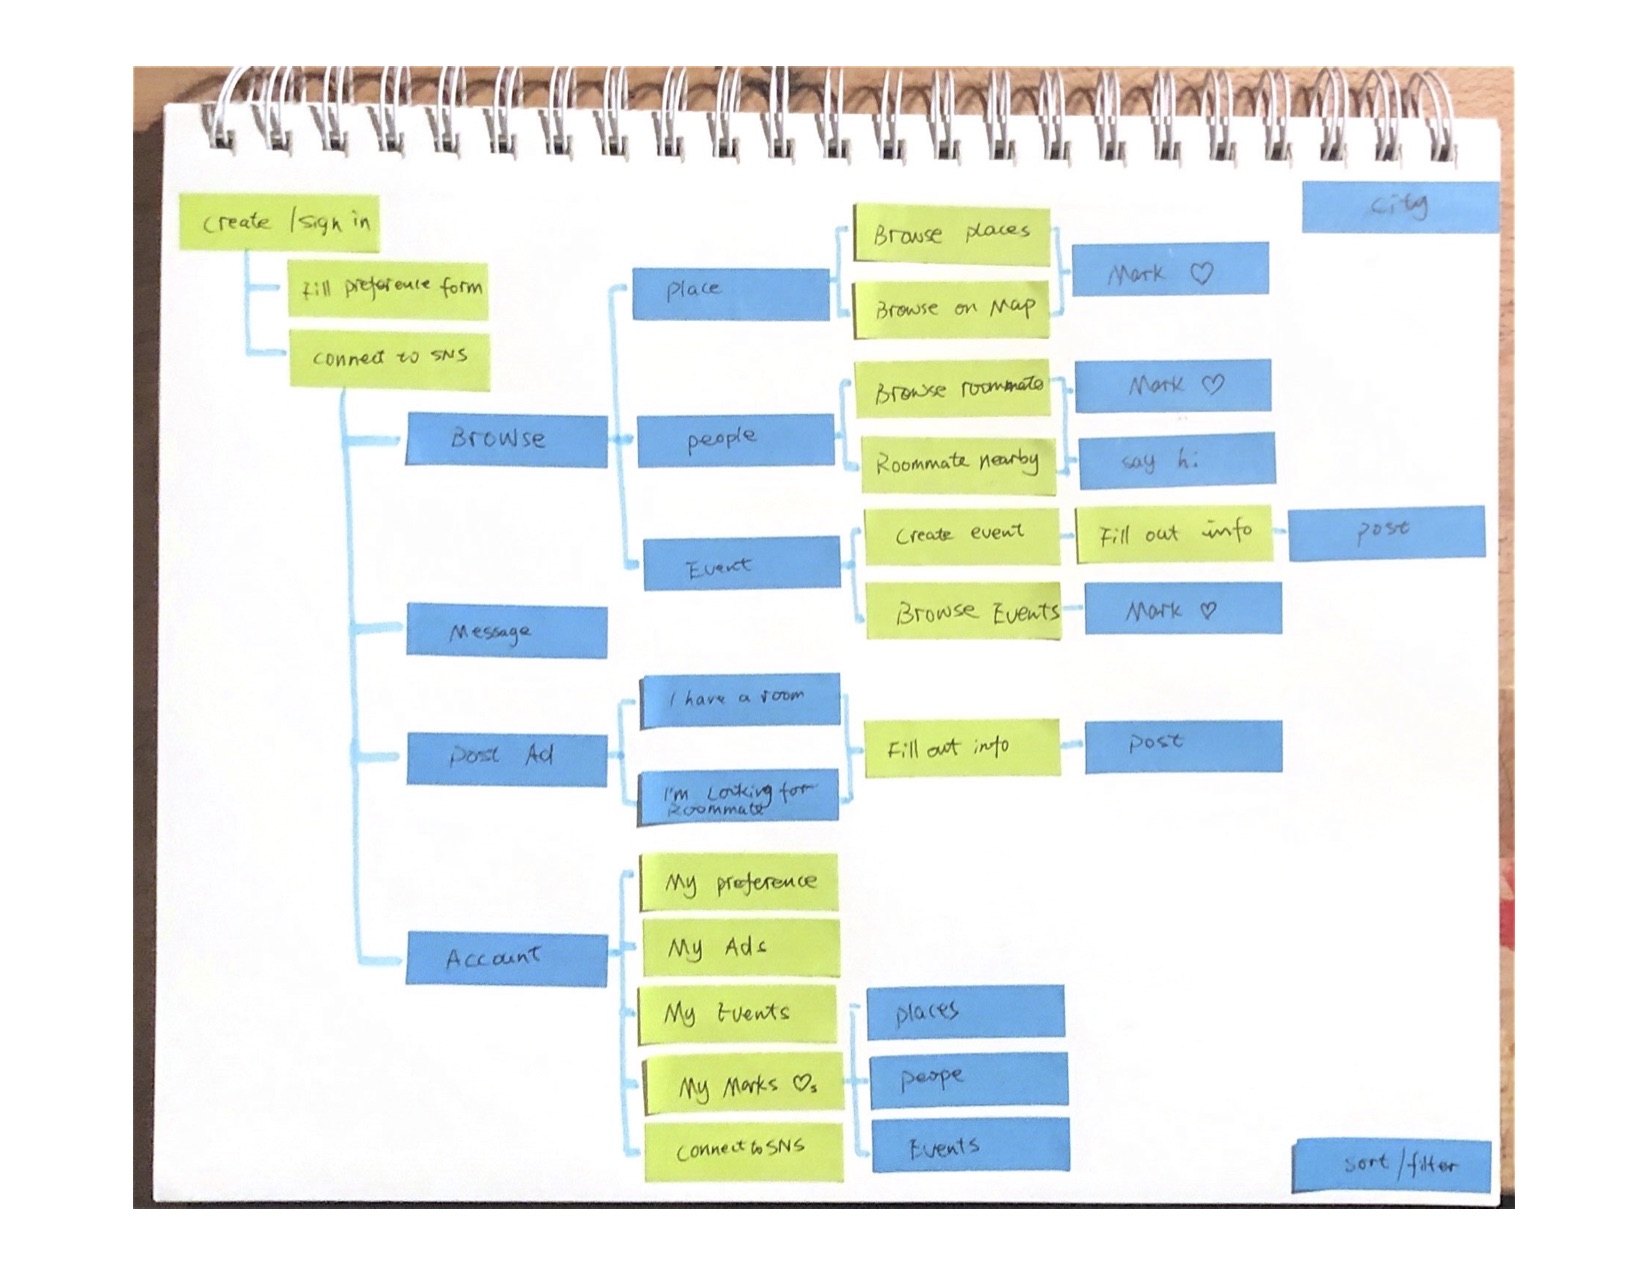 create / sign in
Fill preference form
connect to SNS
Browse
place
Browse places
Browse on Map
Mark ♡
people
Browse roommate
Roommate nearby
Mark ♡
say hi
Event
Create event
Fill out info
post
Browse Events
Mark ♡
Message
post Ad
I have a room
I'm Looking for
Roommate
Fill out info
post
Account
My preference
My Ads
My Events
My Marks ♡s
places
peope
Events
Connect to SNS
city
sort / filter